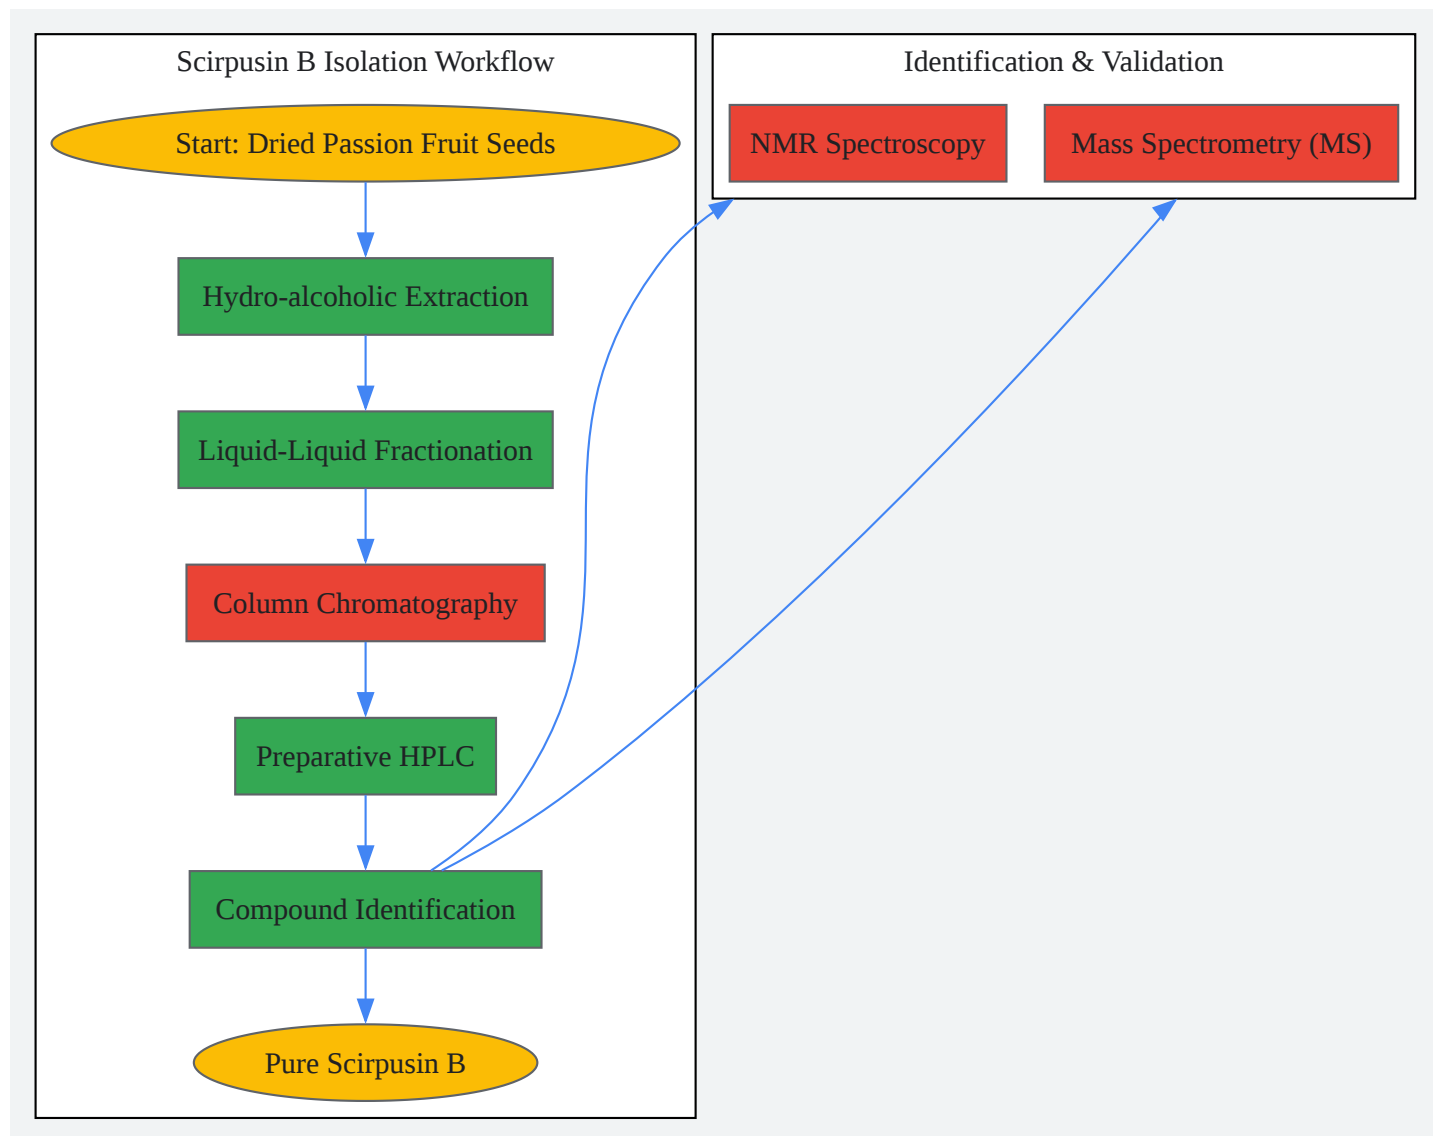 Scirpusin B Isolation Workflow
Start: Dried Passion Fruit Seeds
Hydro-alcoholic Extraction
Liquid-Liquid Fractionation
Column Chromatography
Preparative HPLC
Compound Identification
Pure Scirpusin B
Identification & Validation
NMR Spectroscopy
Mass Spectrometry (MS)